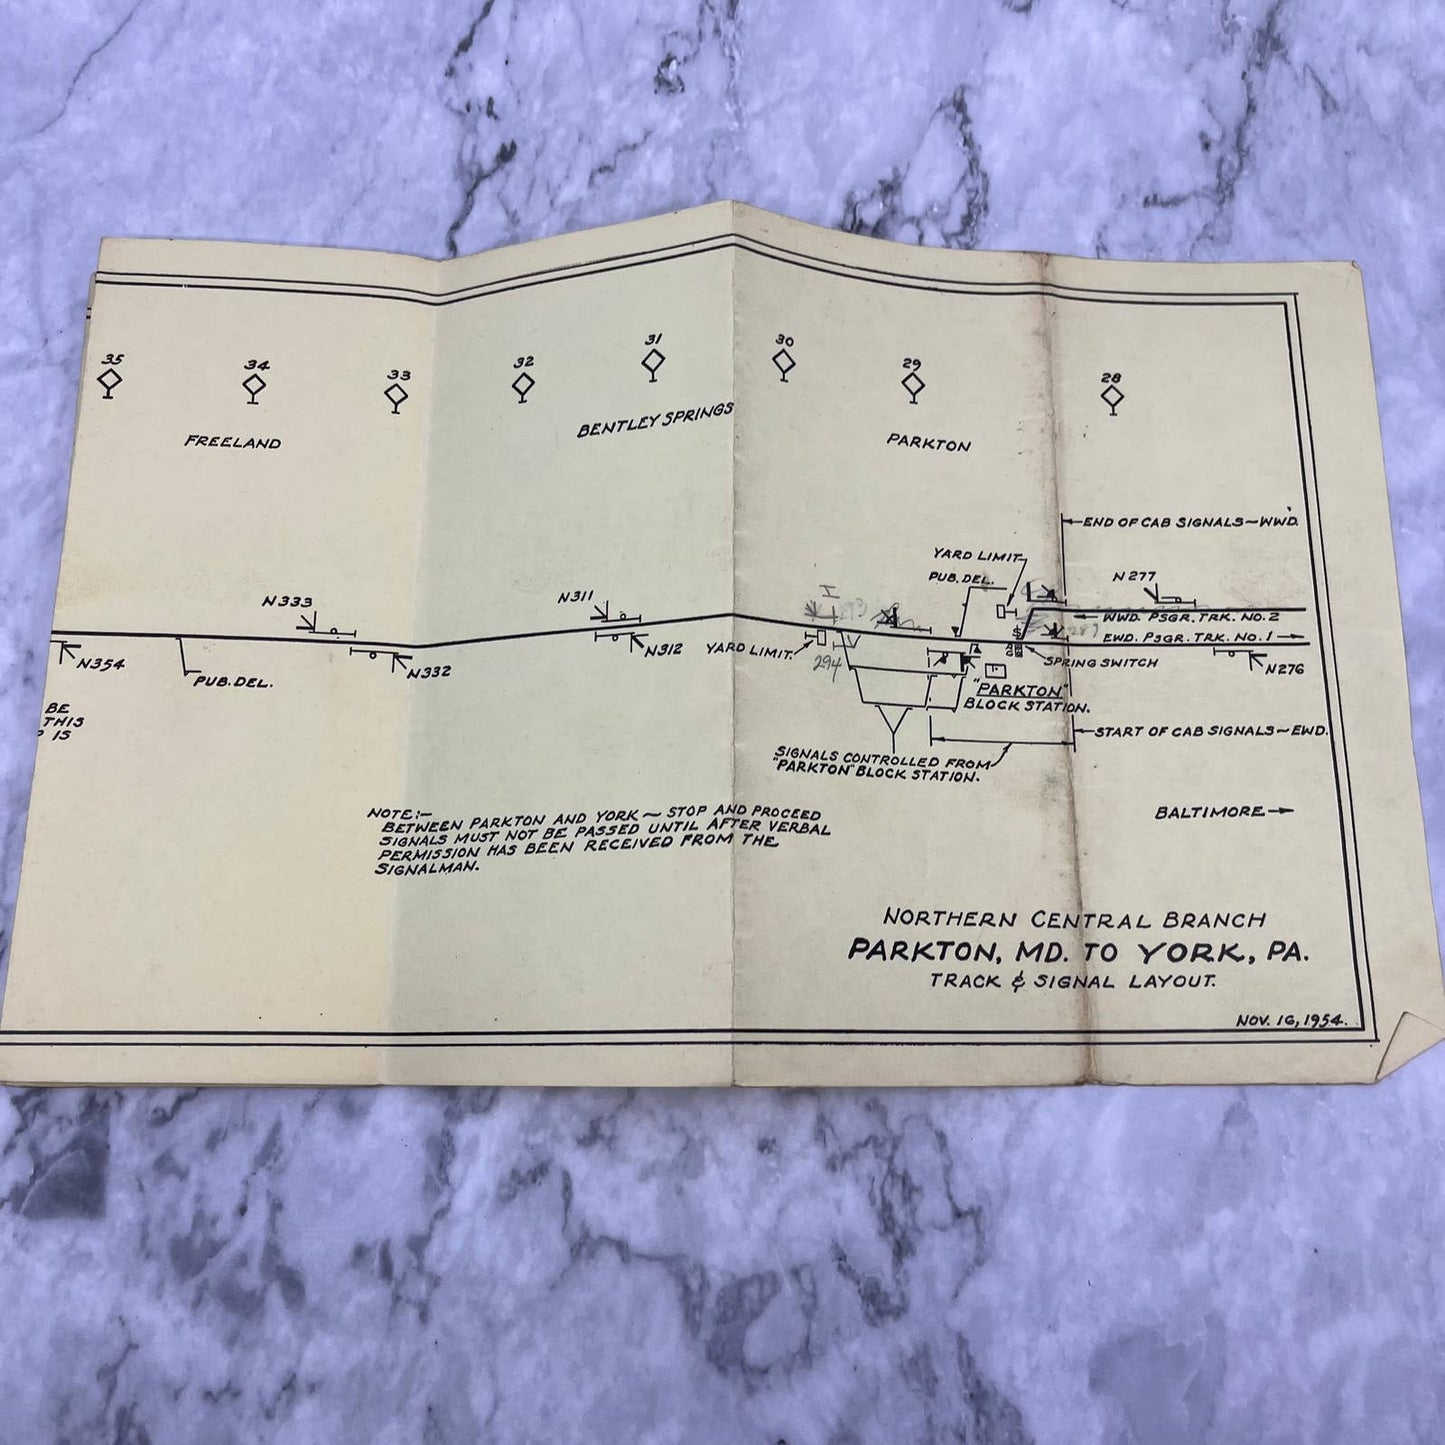 35
34
33
32
31
30
29
28
FREELAND
BENTLEY SPRINGS
PARKTON
END OF CAB SIGNALS~WWD.
YARD LIMIT
PUB. DEL.
N277
N333
N311
WWD. PSGR. TRK. NO. 2
EWD. PSGR. TRK. NO. 1
N354
PUB. DEL.
N332
N312
YARD LIMIT.
294
S
SPRING SWITCH
N276
"PARKTON"
BLOCK STATION.
BE
THIS
IS
START OF CAB SIGNALS~EWD.
SIGNALS CONTROLLED FROM
"PARKTON" BLOCK STATION.
NOTE:—
BETWEEN PARKTON AND YORK ~ STOP AND PROCEED
SIGNALS MUST NOT BE PASSED UNTIL AFTER VERBAL
PERMISSION HAS BEEN RECEIVED FROM THE
SIGNALMAN.
BALTIMORE
NORTHERN CENTRAL BRANCH
PARKTON, MD. TO YORK, PA.
TRACK & SIGNAL LAYOUT.
NOV. 16, 1954.